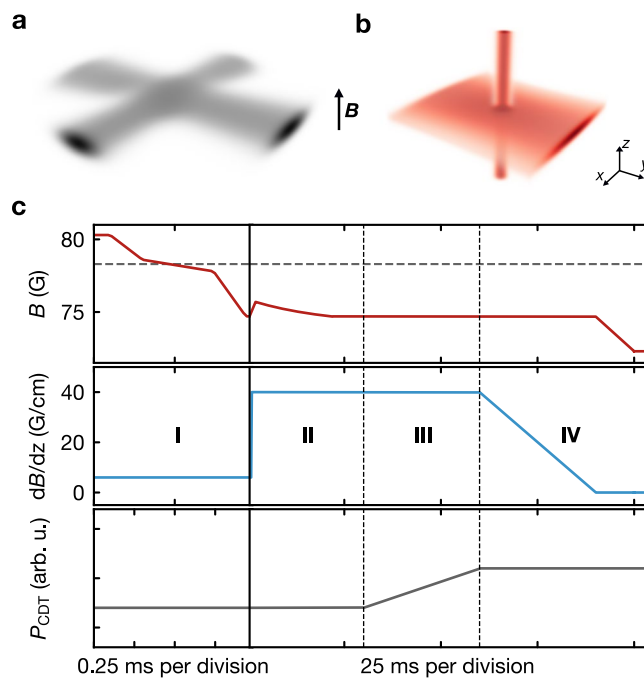 a
b
B
z
x
y
c
80
75
B (G)
40
20
0
dB/dz (G/cm)
I
II
III
IV
P_CDT (arb. u.)
0.25 ms per division
25 ms per division